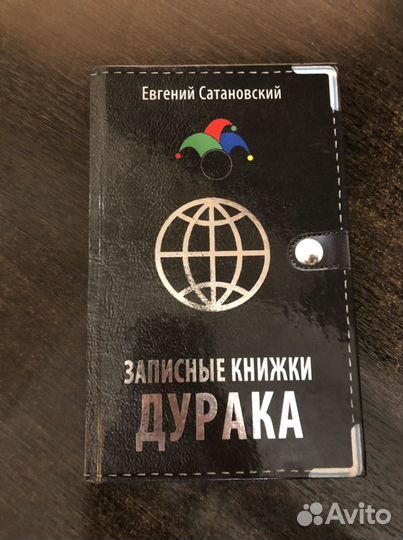 Евгений Сатановский
ЗАПИСНЫЕ КНИЖКИ
ДУРАКА
Avito